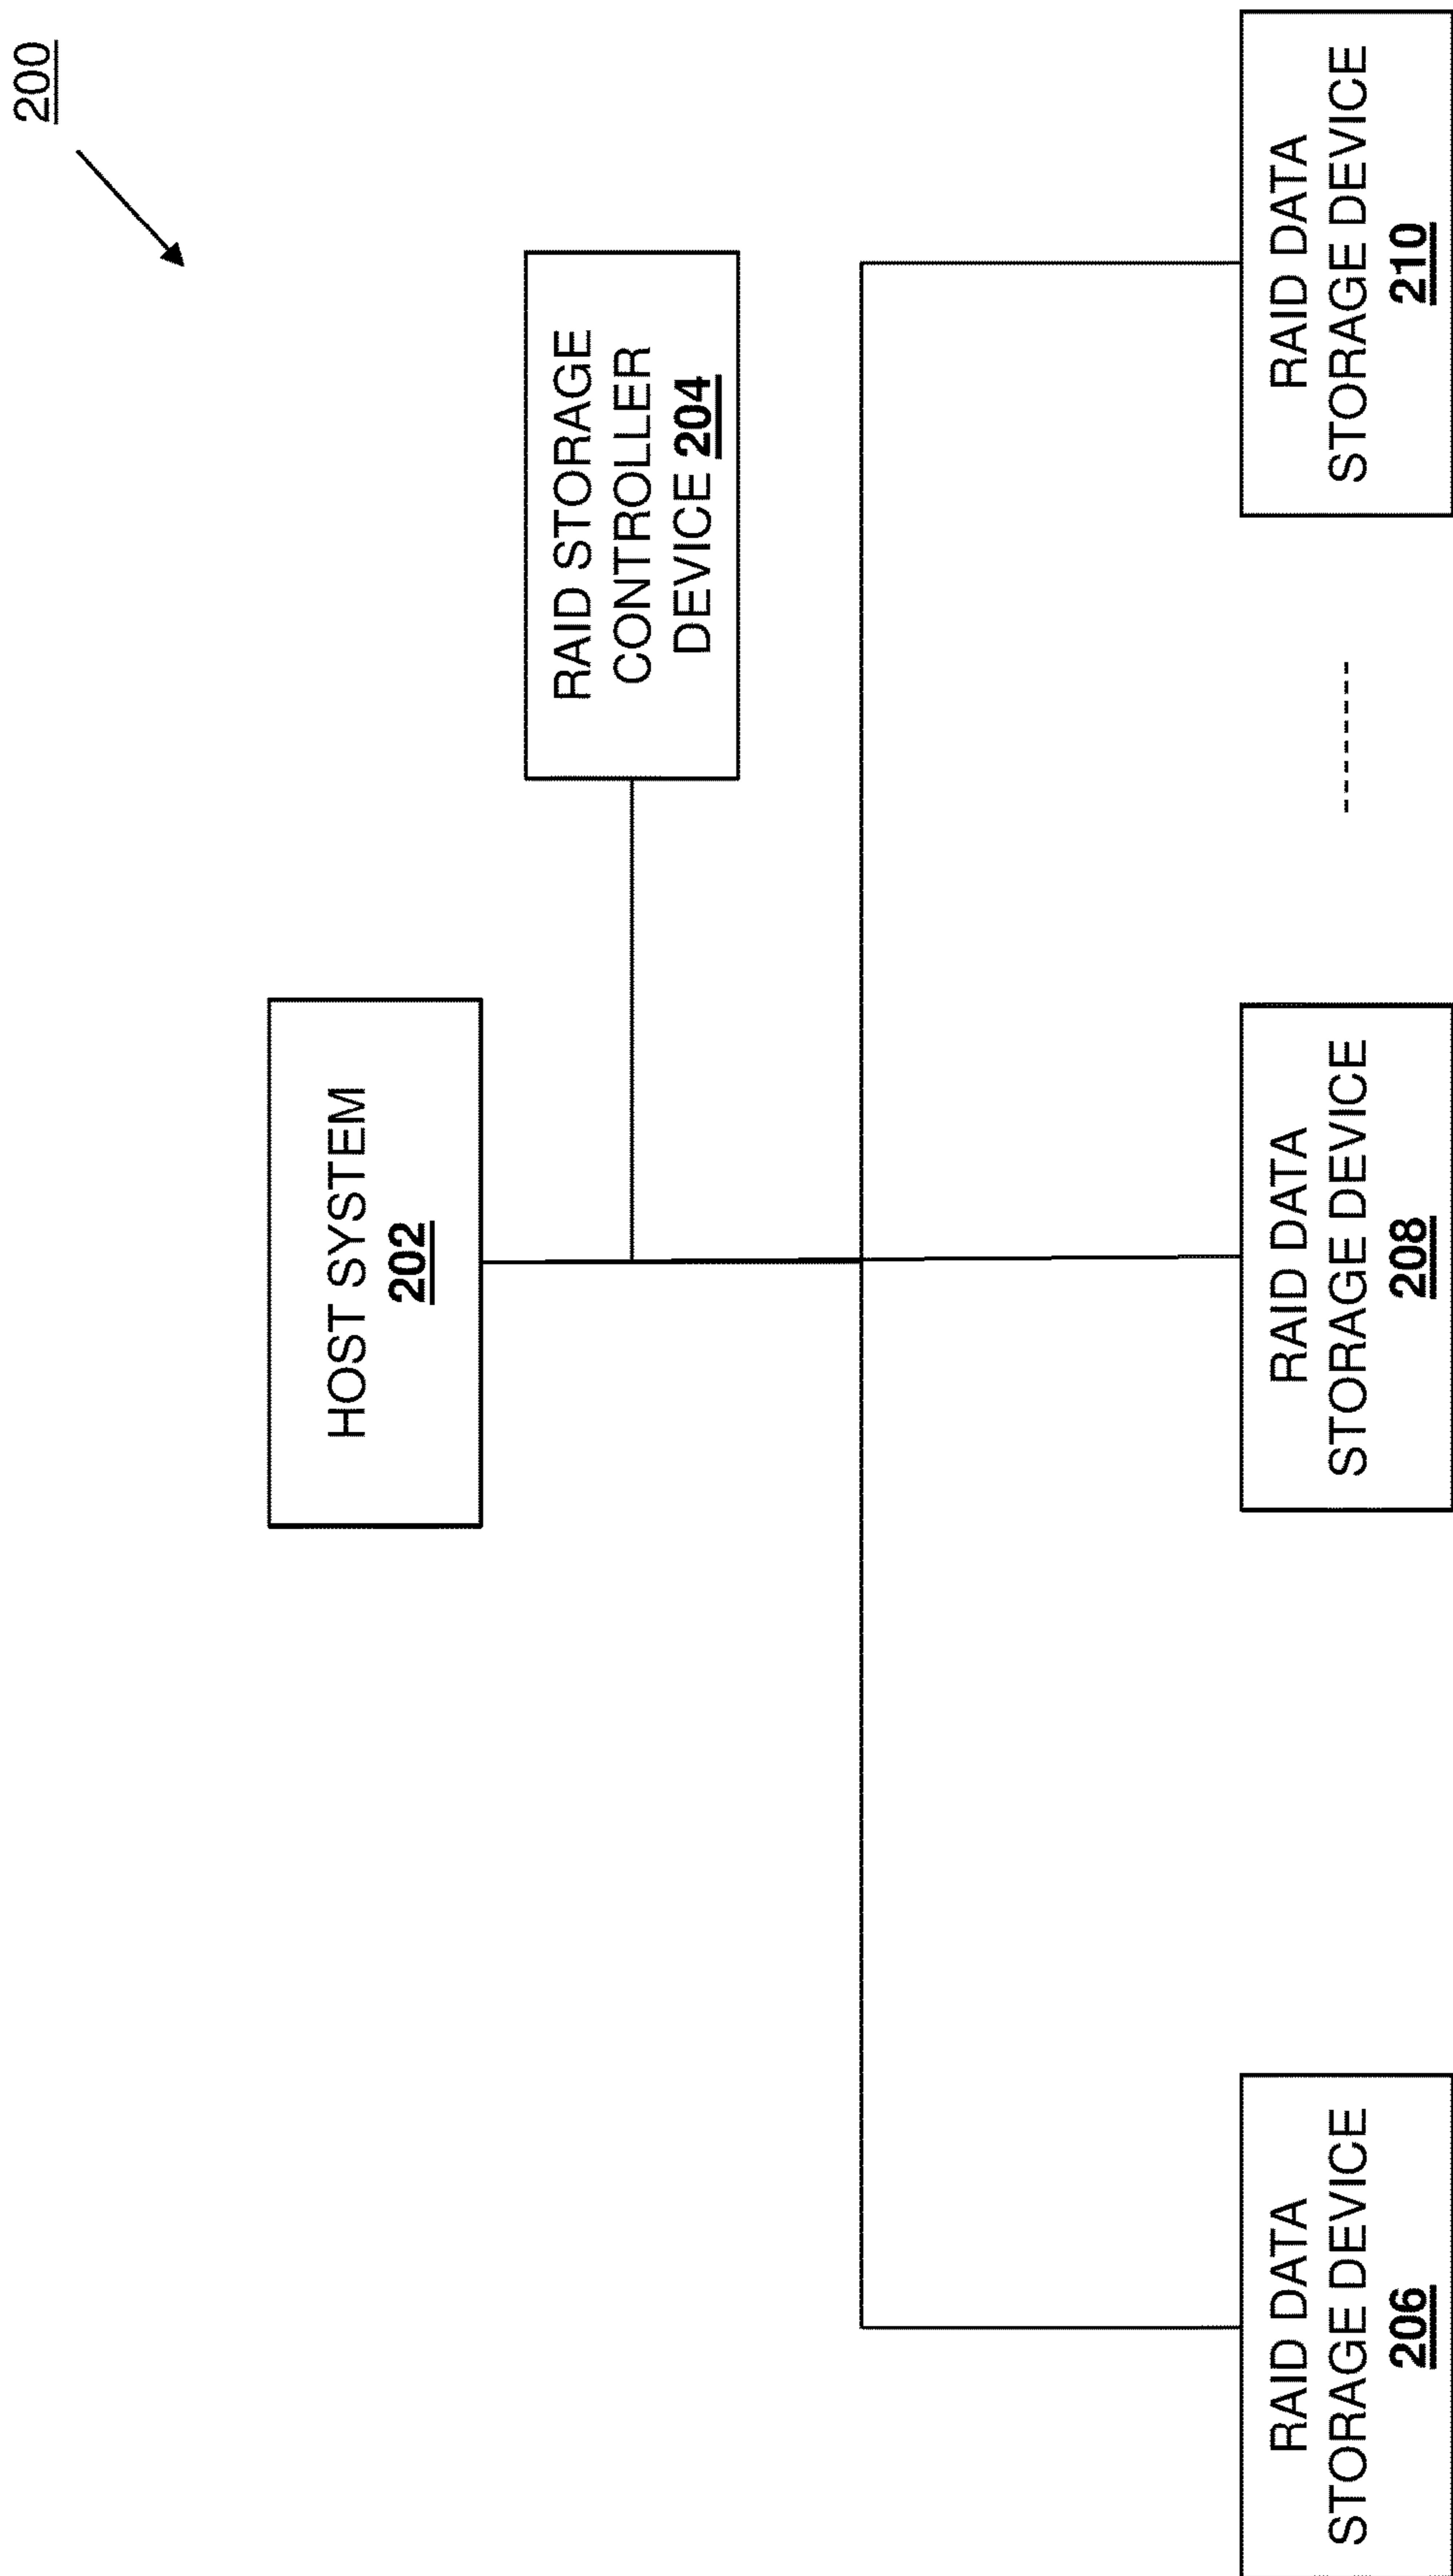 200
HOST SYSTEM
202
RAID STORAGE
CONTROLLER
DEVICE 204
RAID DATA
STORAGE DEVICE
206
RAID DATA
STORAGE DEVICE
208
RAID DATA
STORAGE DEVICE
210